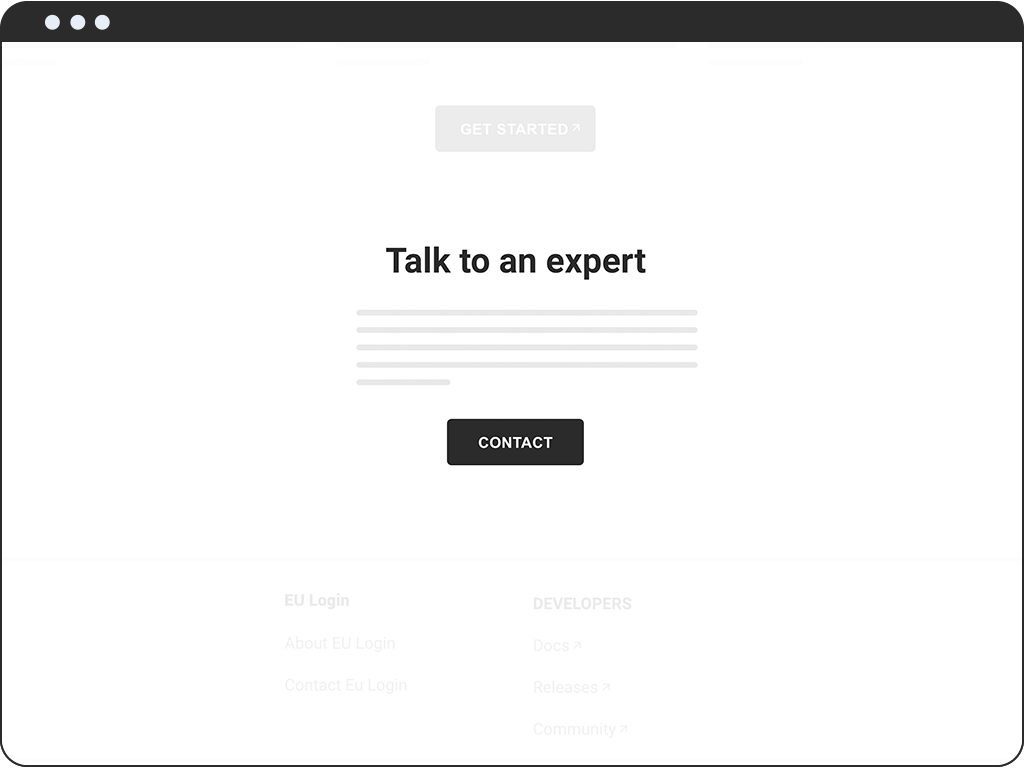 GET STARTED↗
Talk to an expert
CONTACT
EU Login
About EU Login
Contact Eu Login
DEVELOPERS
Docs↗
Releases↗
Community↗